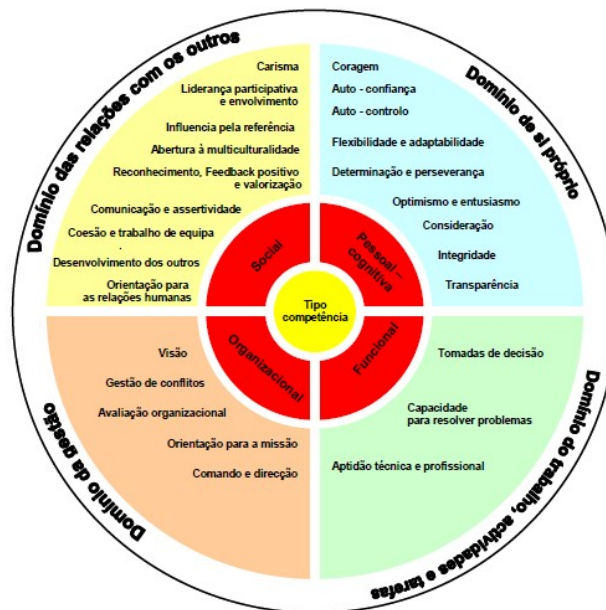 Domínio das relações com os outros
Carisma
Liderança participativa
e envolvimento
Influencia pela referência
Abertura à multiculturalidade
Reconhecimento, Feedback positivo
e valorização
Comunicação e assertividade
Coesão e trabalho de equipa
.
Desenvolvimento dos outros
Orientação para
as relações humanas
Social
Domínio de si próprio
Coragem
Auto - confiança
Auto - controlo
Flexibilidade e adaptabilidade
Determinação e perseverança
Optimismo e entusiasmo
Consideração
Integridade
Transparência
Pessoal –
cognitiva
Tipo
competência
Domínio da gestão
Organizacional
Visão
Gestão de conflitos
Avaliação organizacional
Orientação para a missão
Comando e direcção
Funcional
Tomadas de decisão
Capacidade
para resolver problemas
Aptidão técnica e profissional
Domínio do trabalho, actividades e tarefas